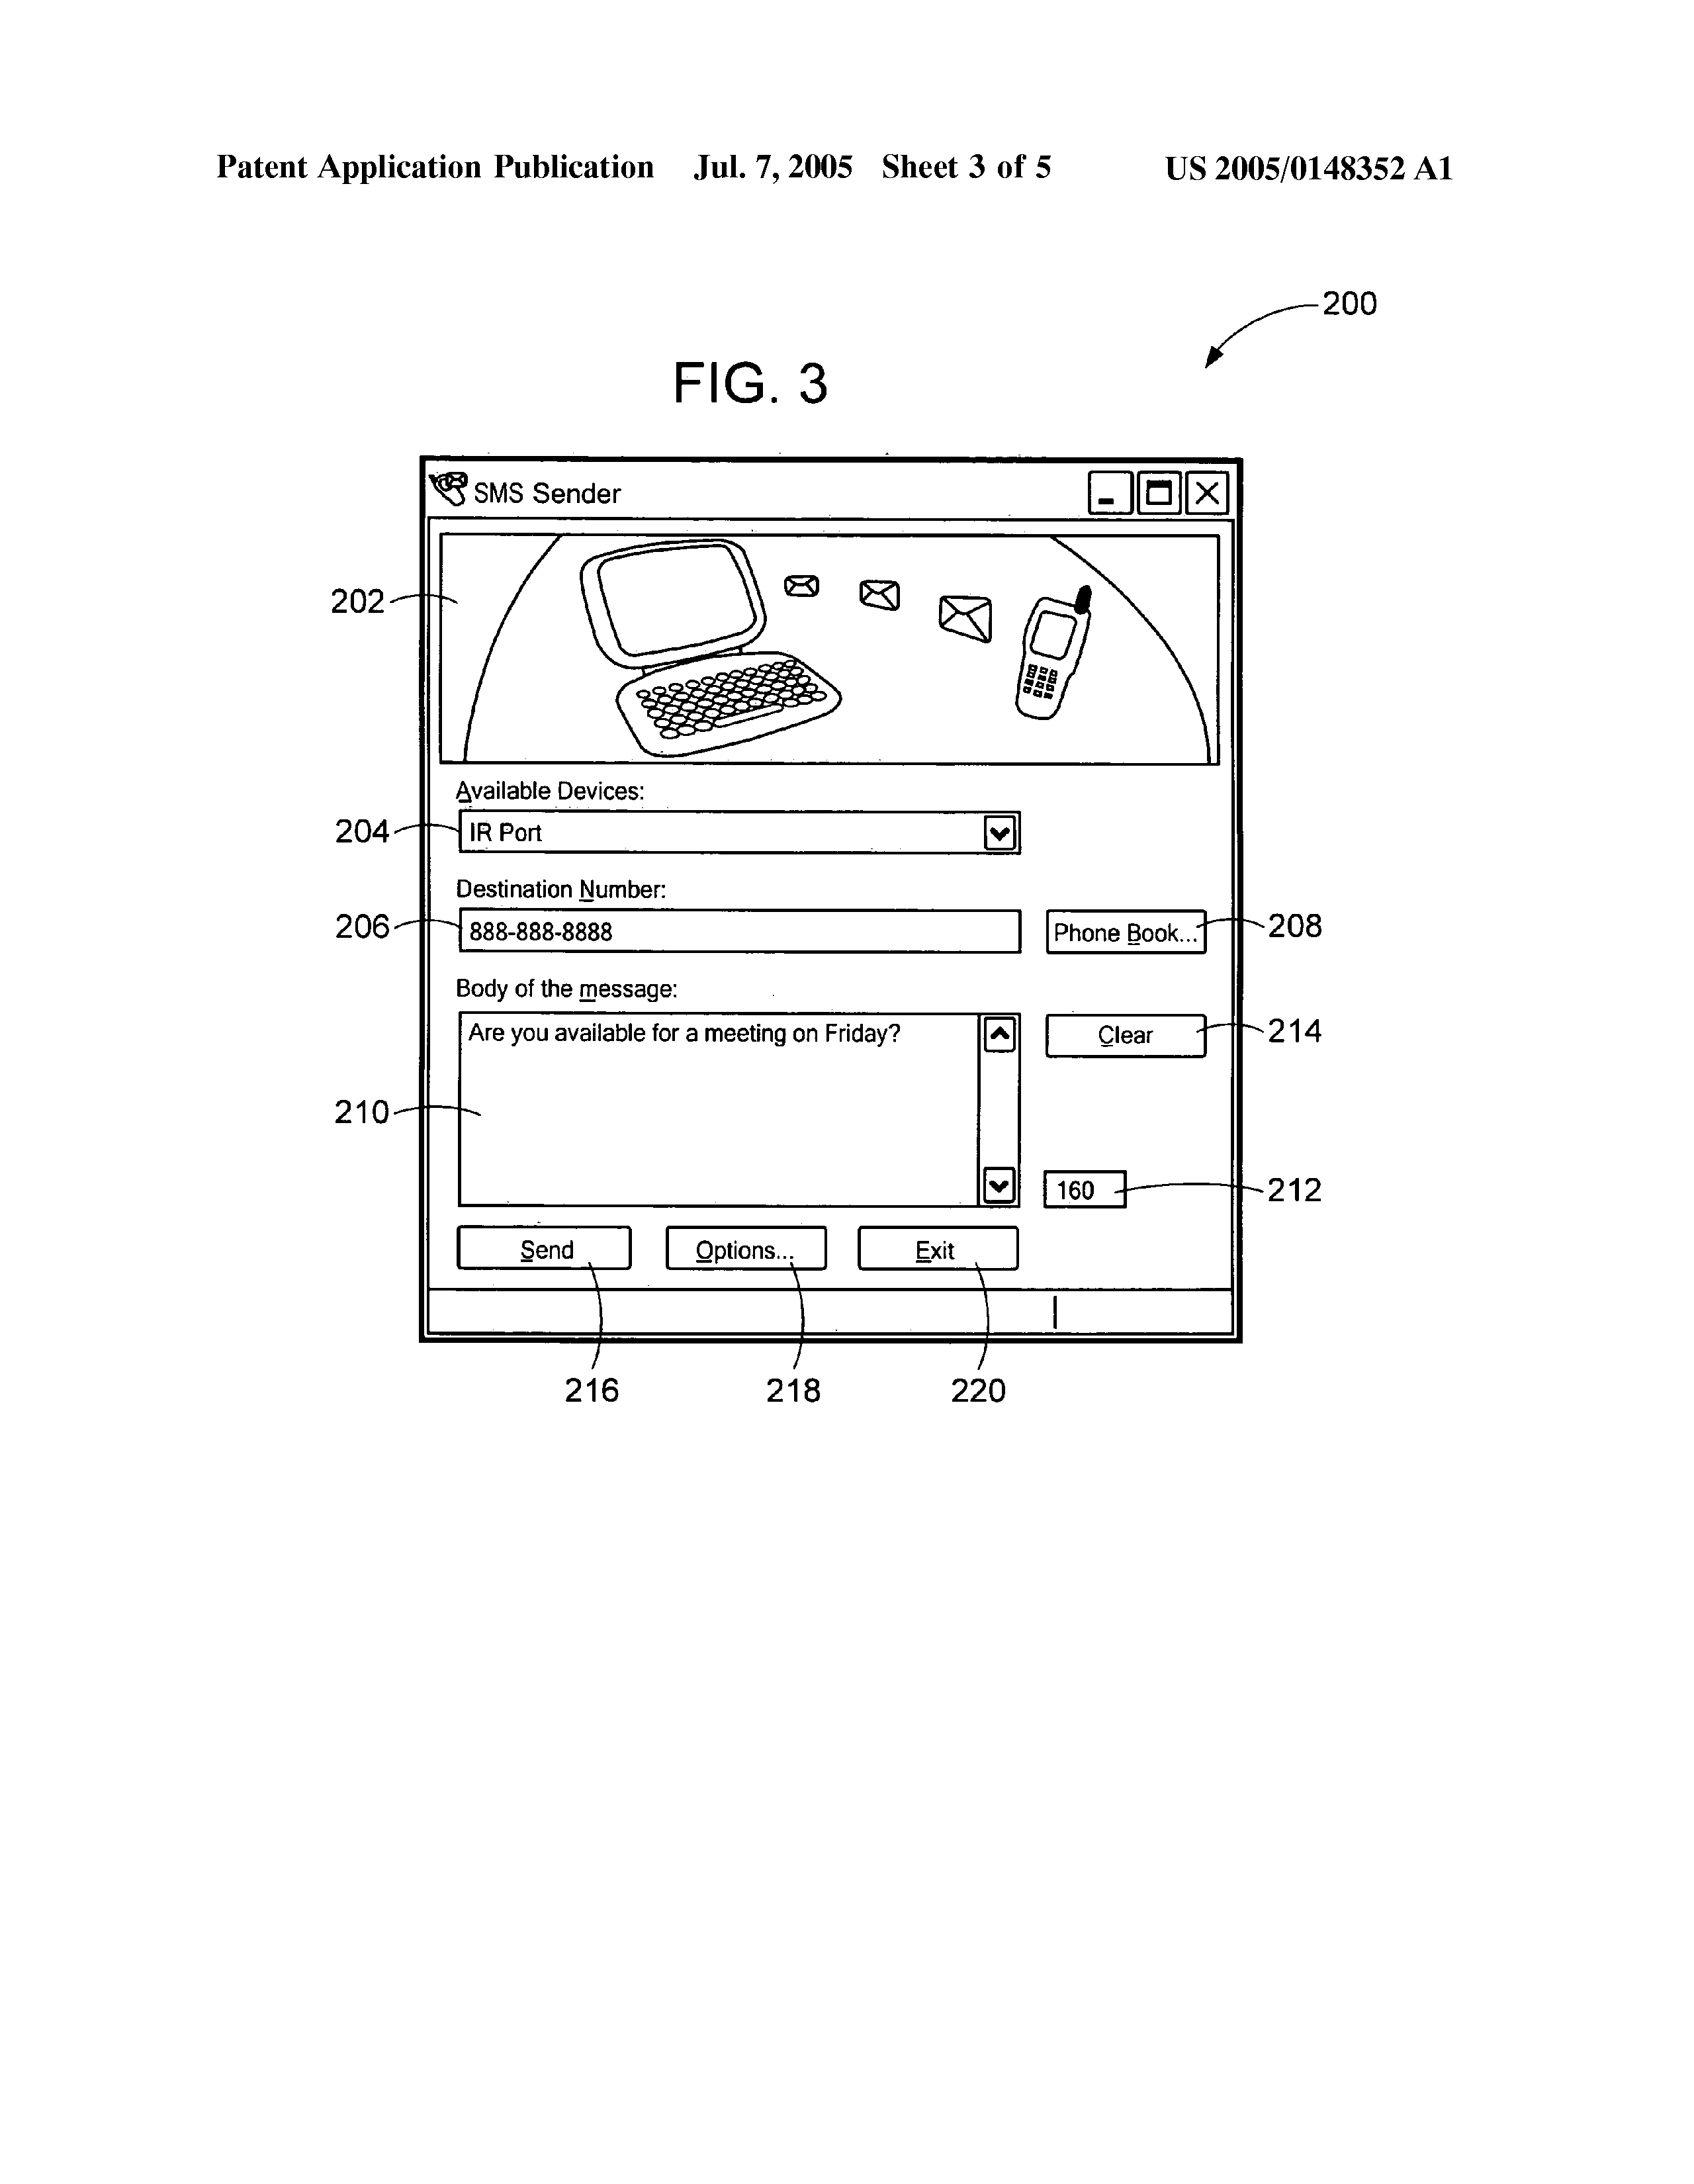 Patent Application Publication Jul. 7, 2005 Sheet 3 of 5 US 2005/0148352 A1
200
FIG. 3
SMS Sender
202
Available Devices:
204 IR Port
Destination Number:
206 888-888-8888 Phone Book... 208
Body of the message:
Are you available for a meeting on Friday? Clear 214
210
160 212
Send Options... Exit
216 218 220